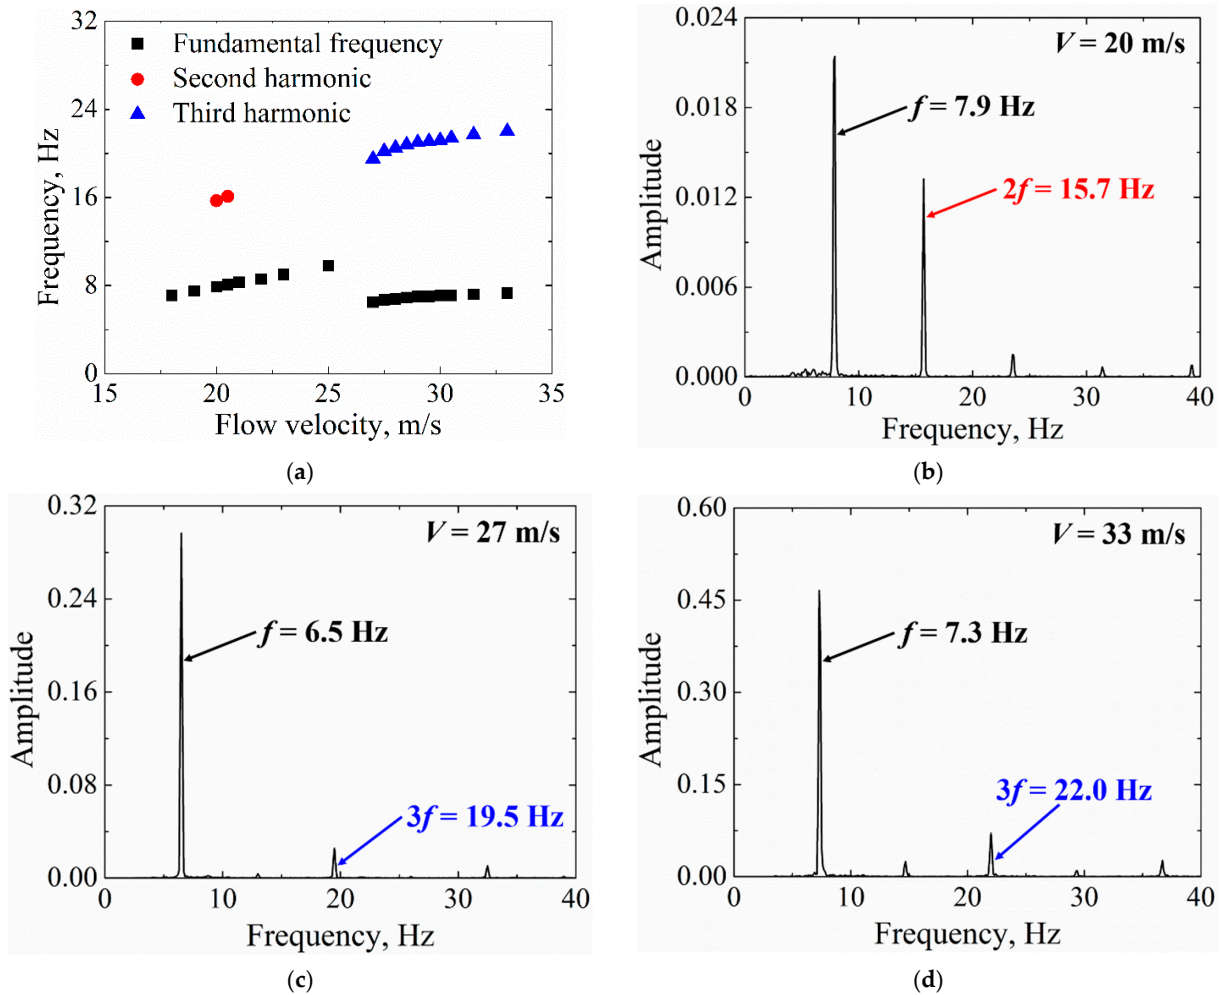 32
24
16
8
0
Frequency, Hz
Fundamental frequency
Second harmonic
Third harmonic
15 20 25 30 35
Flow velocity, m/s
(a)
0.024
0.018
0.012
0.006
0.000
Amplitude
V = 20 m/s
f = 7.9 Hz
2f = 15.7 Hz
0 10 20 30 40
Frequency, Hz
(b)
0.32
0.24
0.16
0.08
0.00
Amplitude
V = 27 m/s
f = 6.5 Hz
3f = 19.5 Hz
0 10 20 30 40
Frequency, Hz
(c)
0.60
0.45
0.30
0.15
0.00
Amplitude
V = 33 m/s
f = 7.3 Hz
3f = 22.0 Hz
0 10 20 30 40
Frequency, Hz
(d)